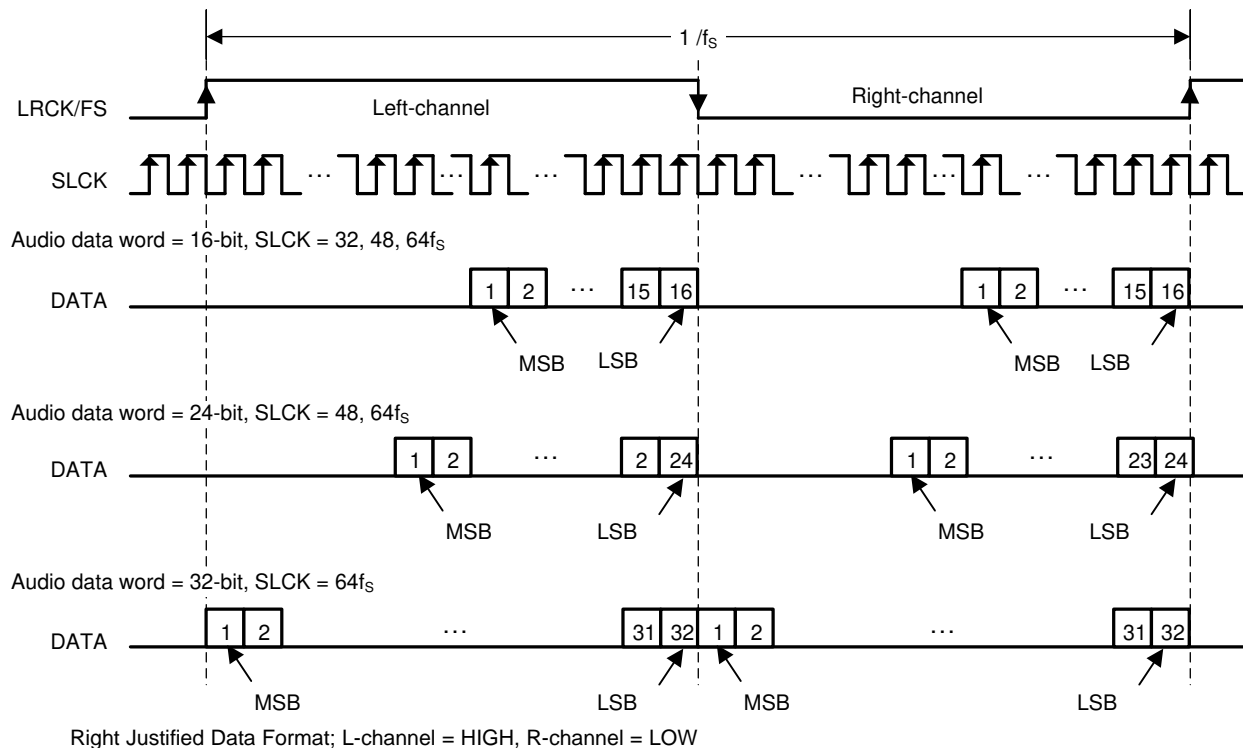 1 /fS
LRCK/FS Left-channel Right-channel
SLCK … … … … … …
Audio data word = 16-bit, SLCK = 32, 48, 64fS
DATA 1 2 … 15 16 1 2 … 15 16
MSB LSB MSB LSB
Audio data word = 24-bit, SLCK = 48, 64fS
DATA 1 2 … 2 24 1 2 … 23 24
MSB LSB MSB LSB
Audio data word = 32-bit, SLCK = 64fS
DATA 1 2 … 31 32 1 2 … 31 32
MSB LSB MSB LSB
Right Justified Data Format; L-channel = HIGH, R-channel = LOW